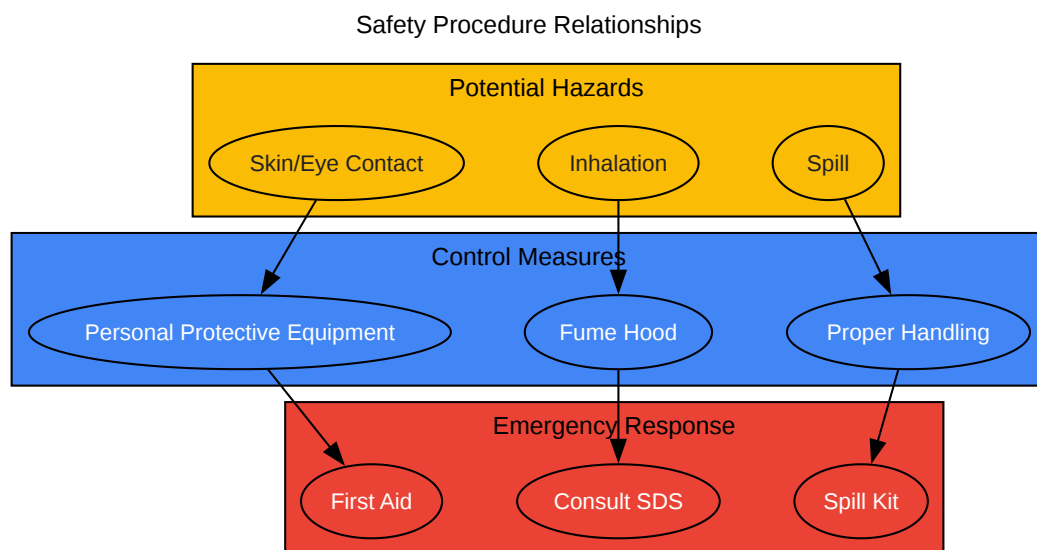 Safety Procedure Relationships
Potential Hazards
Skin/Eye Contact
Inhalation
Spill
Control Measures
Personal Protective Equipment
Fume Hood
Proper Handling
Emergency Response
First Aid
Consult SDS
Spill Kit